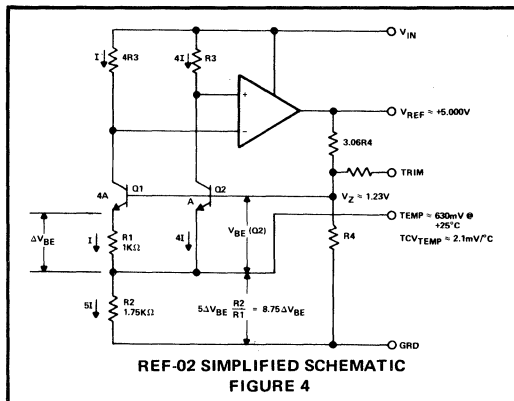 V_IN
I
4R3
4I
R3
+
−
V_REF ≈ +5.000V
3.06R4
TRIM
4A
Q1
Q2
A
V_Z ≈ 1.23V
V_BE (Q2)
TEMP ≈ 630mV @
+25°C
TCV_TEMP ≈ 2.1mV/°C
ΔV_BE
I
R1
1KΩ
4I
R4
5I
R2
1.75KΩ
5ΔV_BE R2/R1 = 8.75ΔV_BE
GRD
REF-02 SIMPLIFIED SCHEMATIC
FIGURE 4